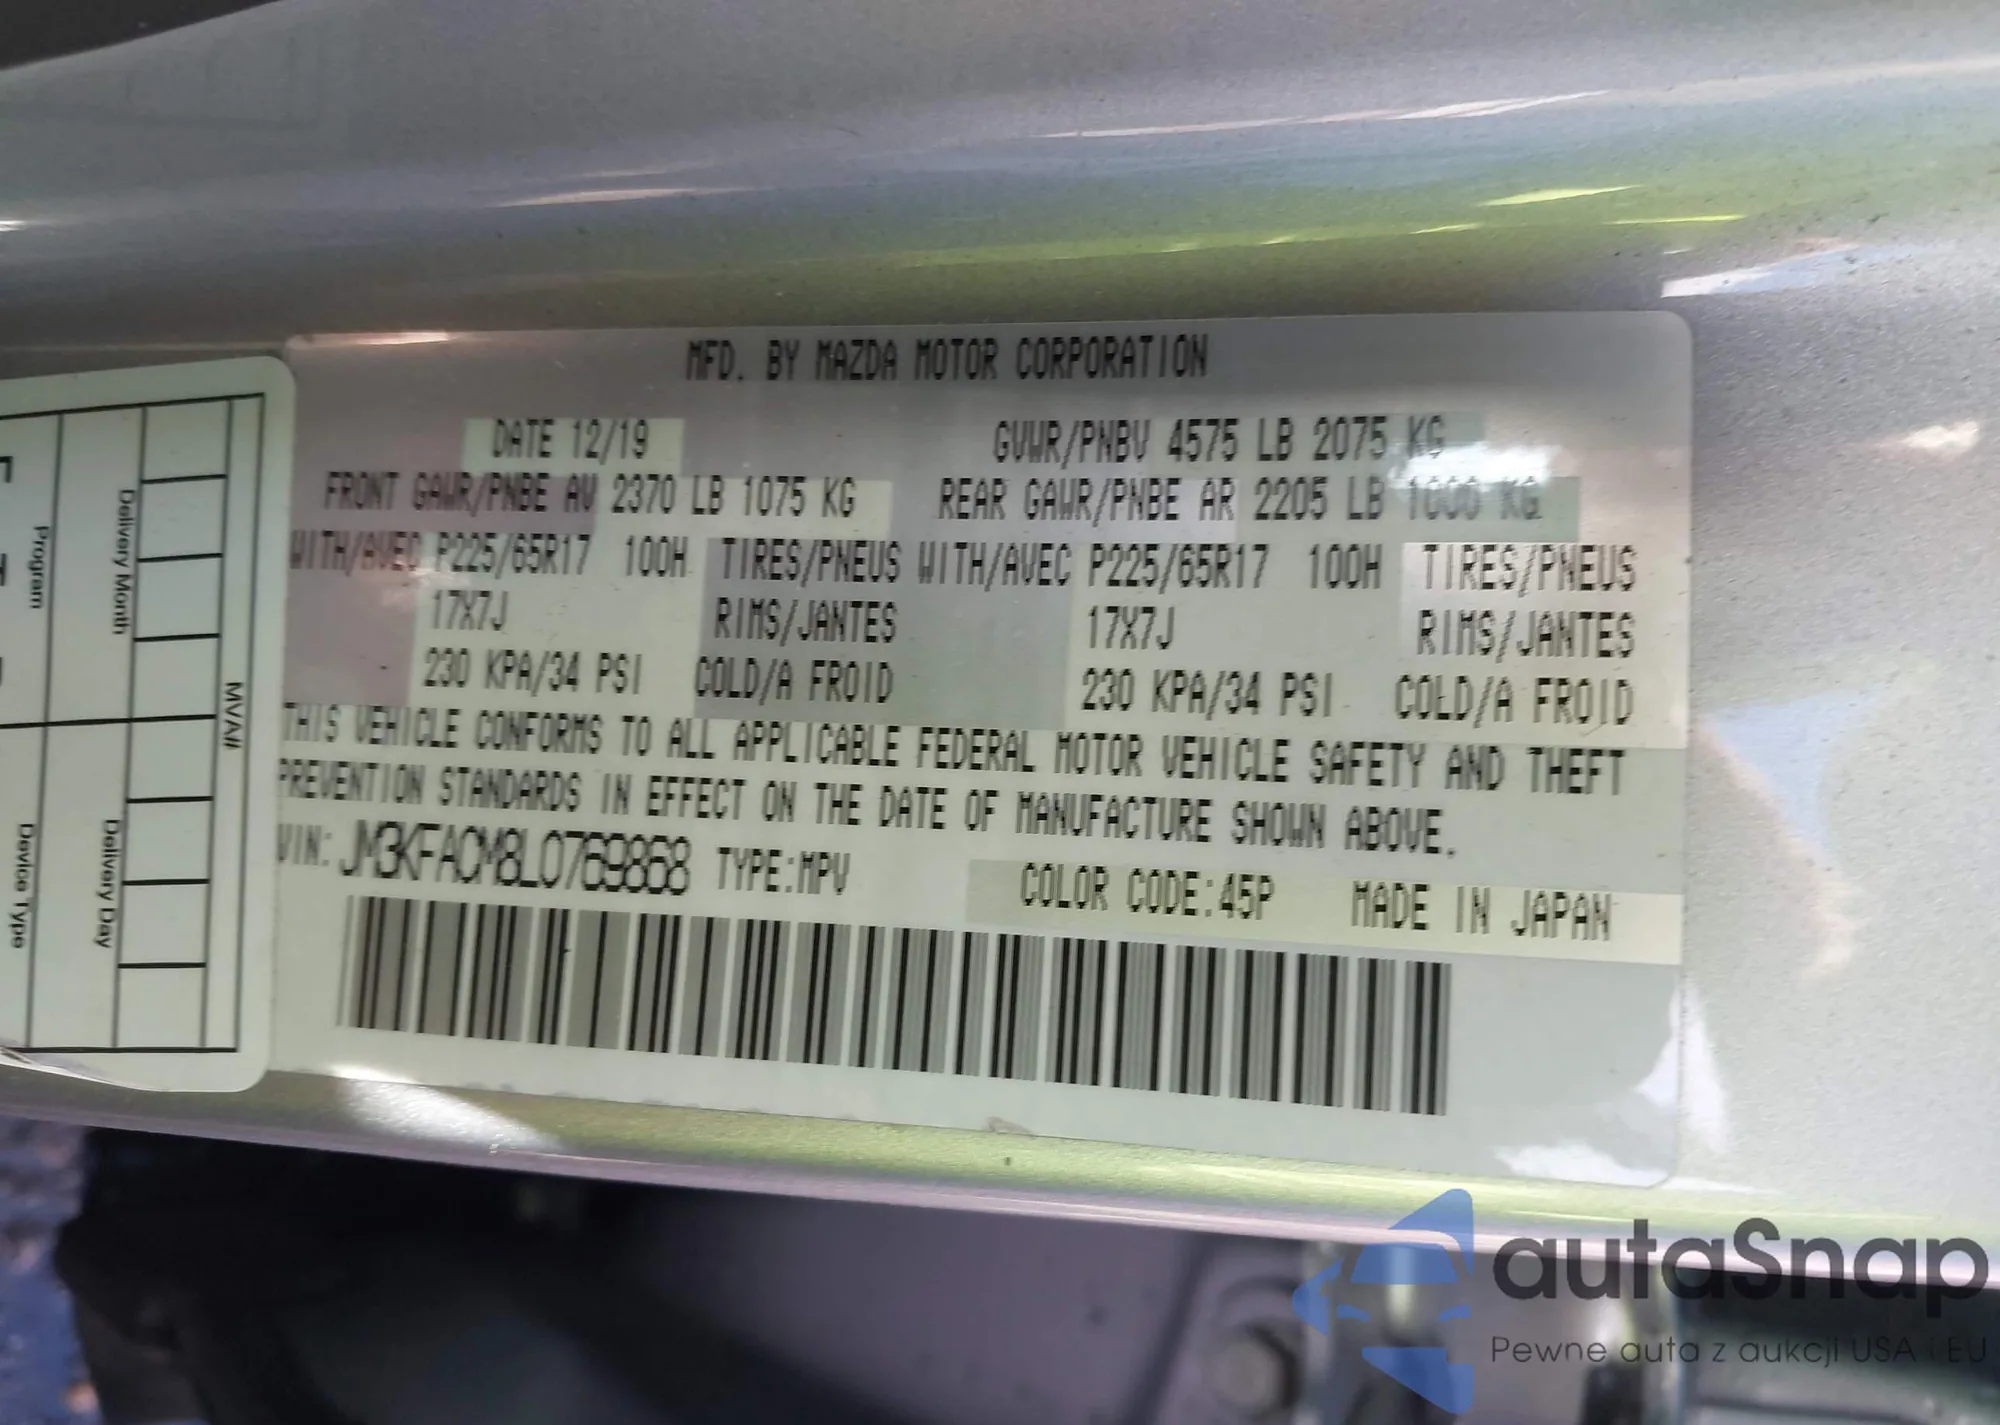 MFD. BY MAZDA MOTOR CORPORATION
DATE 12/19 GVWR/PNBV 4575 LB 2075 KG
FRONT GAWR/PNBE AV 2370 LB 1075 KG REAR GAWR/PNBE AR 2205 LB 1000 KG
WITH/AVEC P225/65R17 100H TIRES/PNEUS WITH/AVEC P225/65R17 100H TIRES/PNEUS
17X7J RIMS/JANTES 17X7J RIMS/JANTES
230 KPA/34 PSI COLD/A FROID 230 KPA/34 PSI COLD/A FROID
THIS VEHICLE CONFORMS TO ALL APPLICABLE FEDERAL MOTOR VEHICLE SAFETY AND THEFT
PREVENTION STANDARDS IN EFFECT ON THE DATE OF MANUFACTURE SHOWN ABOVE.
VIN: JM3KFACM8L0769868 TYPE:MPV COLOR CODE:45P MADE IN JAPAN
MVAII
Delivery Month
Delivery Day
Program
Device Type
autaSnap
Pewne auta z aukcji USA i EU